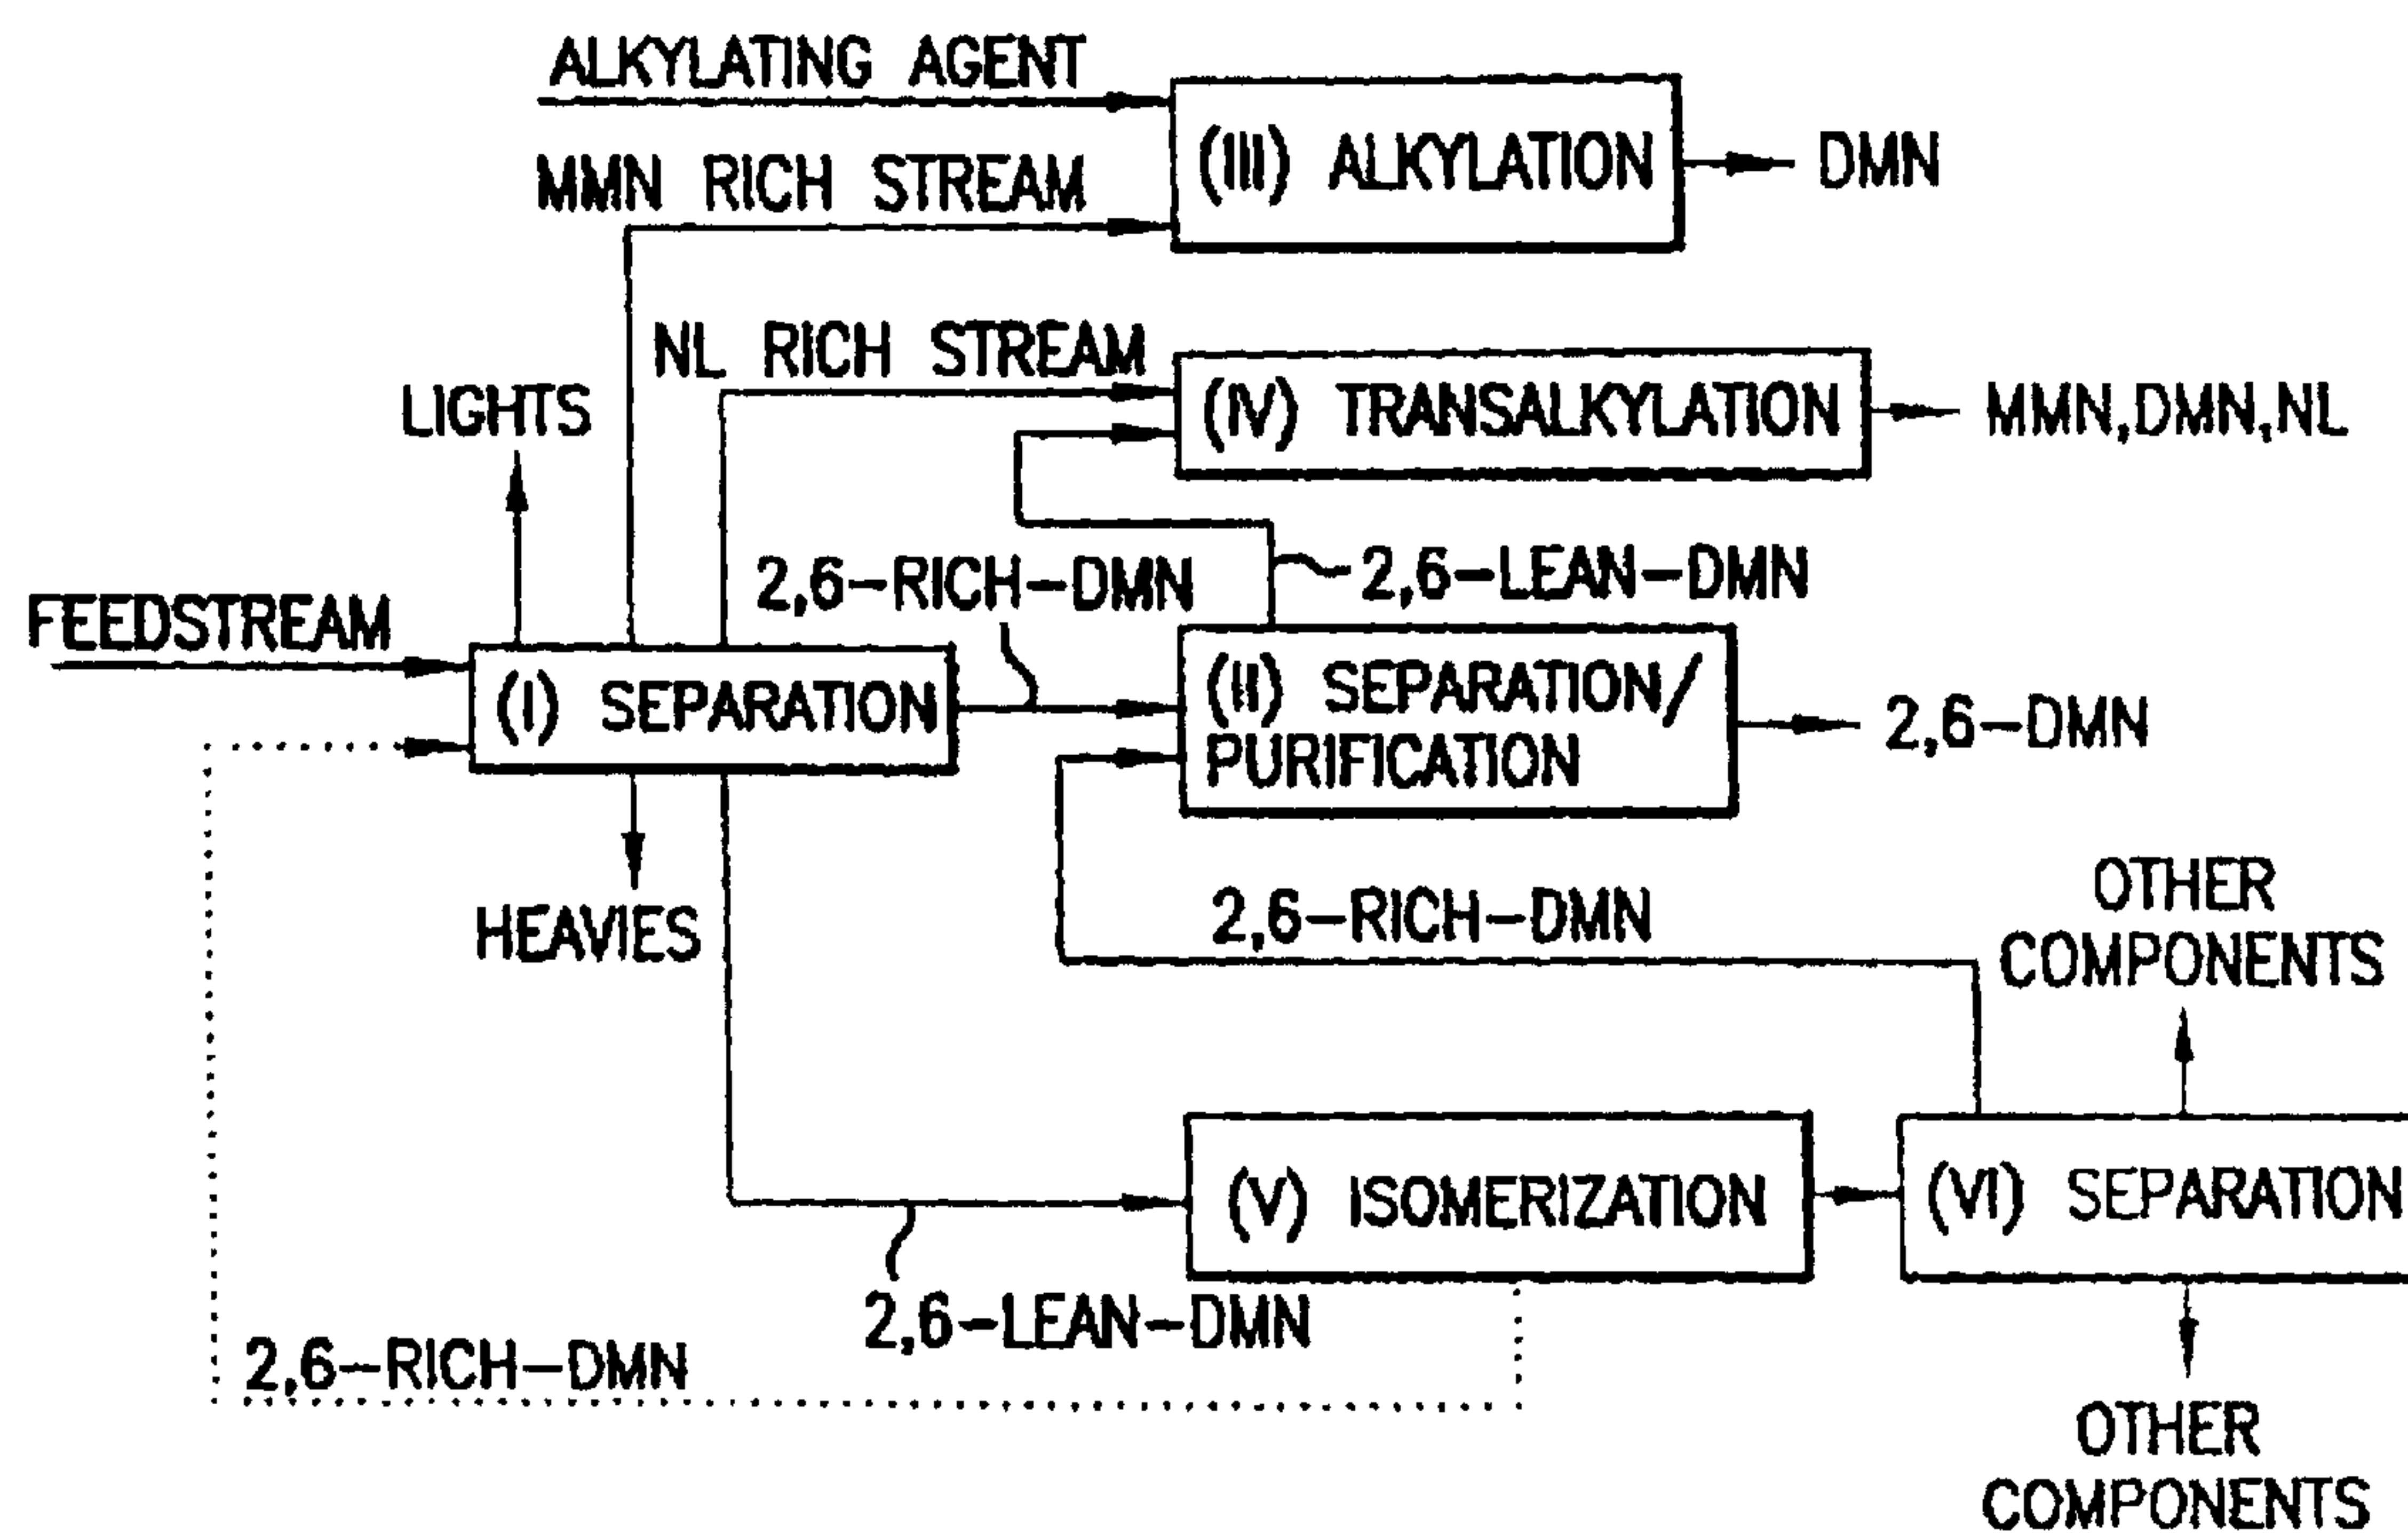 ALKYLATING AGENT
MMN RICH STREAM
(III) ALKYLATION
DMN
NL RICH STREAM
LIGHTS
(IV) TRANSALKYLATION
MMN,DMN,NL
2,6-RICH-DMN
2,6-LEAN-DMN
FEEDSTREAM
(I) SEPARATION
(II) SEPARATION/
PURIFICATION
2,6-DMN
HEAVIES
2,6-RICH-DMN
OTHER
COMPONENTS
(V) ISOMERIZATION
(VI) SEPARATION
2,6-LEAN-DMN
2,6-RICH-DMN
OTHER
COMPONENTS